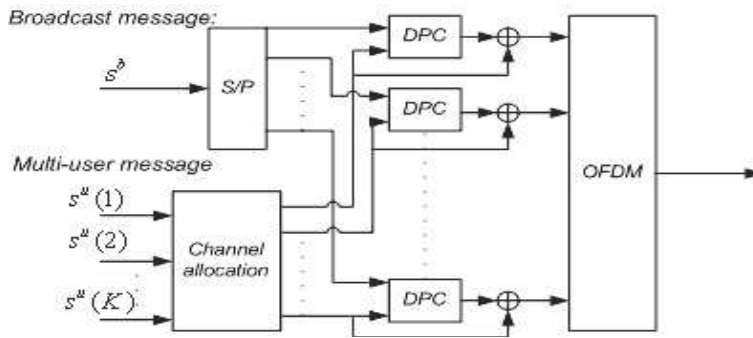 Broadcast message:
s^b
S/P
DPC
DPC
DPC
Multi-user message
s^u(1)
s^u(2)
s^u(K)
Channel
allocation
OFDM